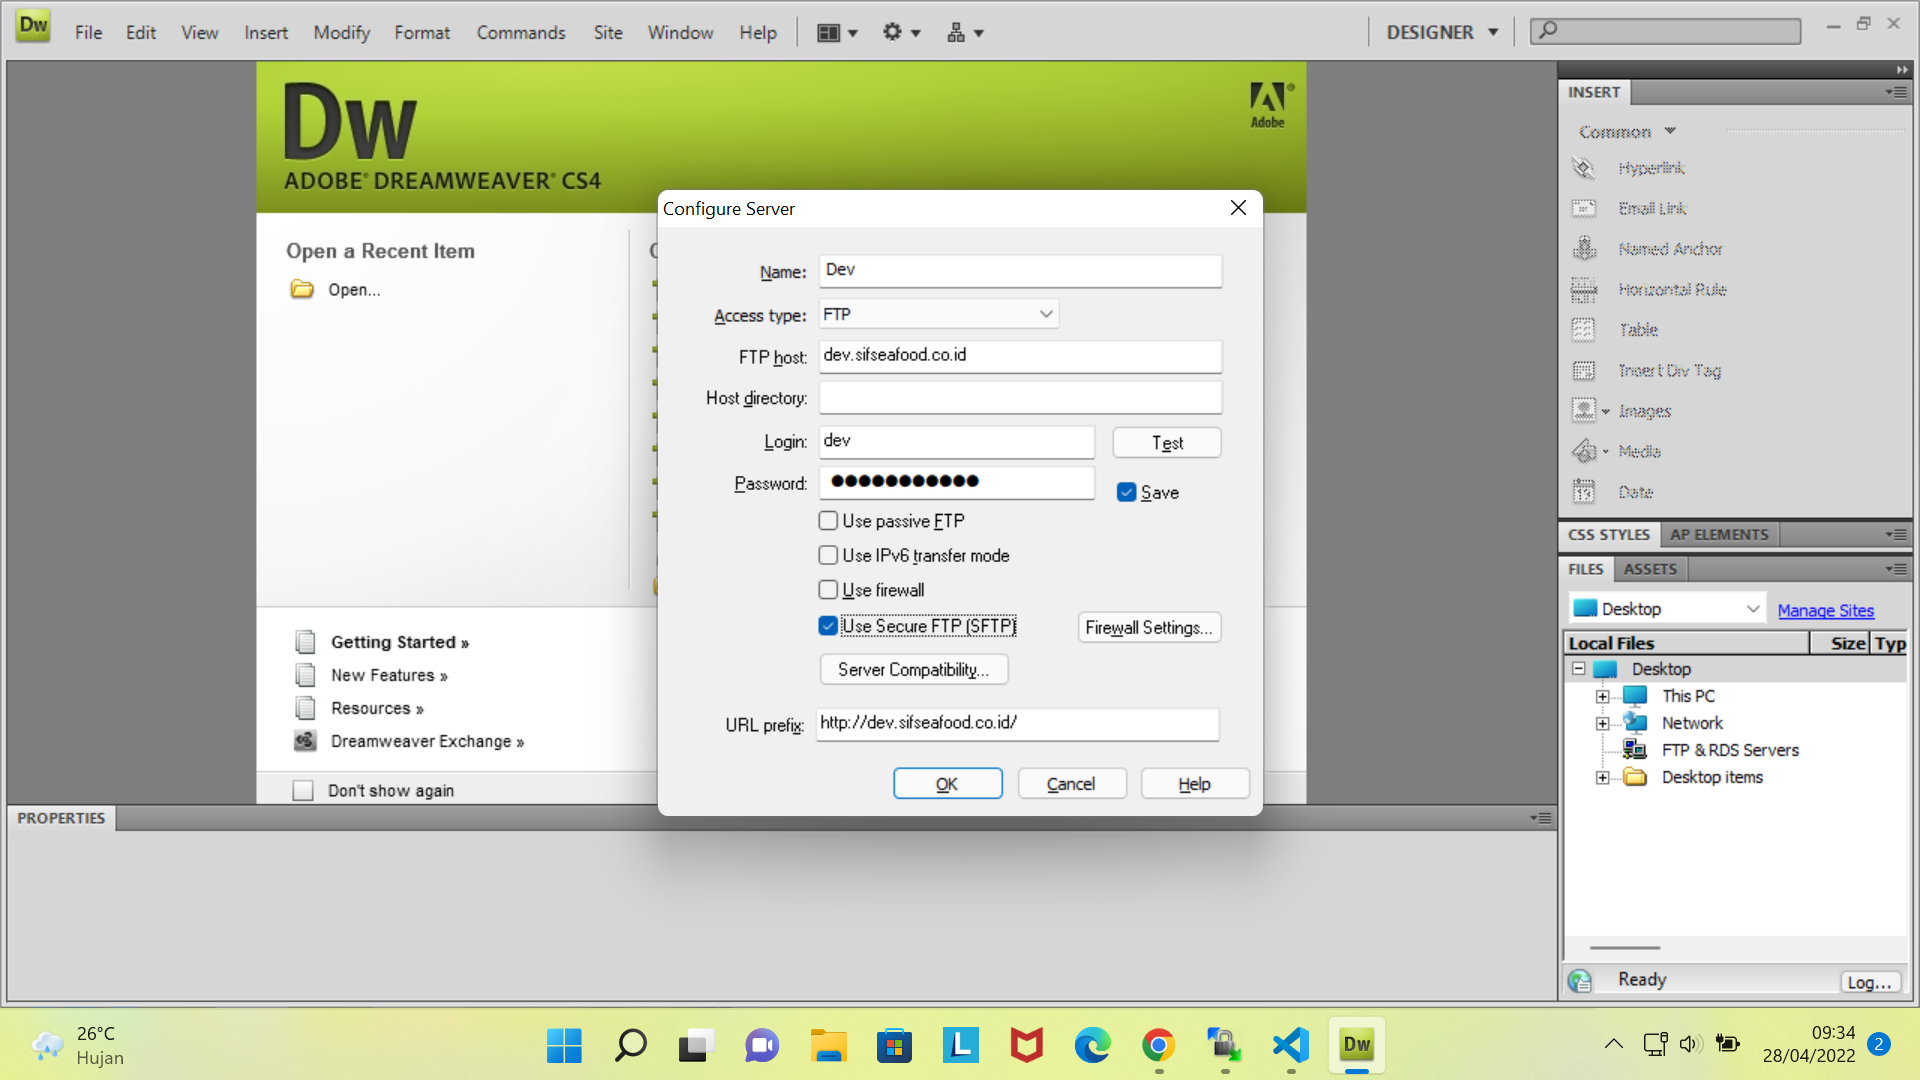 Dw File Edit View Insert Modify Format Commands Site Window Help DESIGNER
Dw
ADOBE® DREAMWEAVER® CS4
Adobe
Open a Recent Item
Open...
Getting Started »
New Features »
Resources »
Dreamweaver Exchange »
Don't show again
Configure Server
Name: Dev
Access type: FTP
FTP host: dev.sifseafood.co.id
Host directory:
Login: dev
Test
Password: ●●●●●●●●●●●
Save
Use passive FTP
Use IPv6 transfer mode
Use firewall
Use Secure FTP (SFTP)
Firewall Settings...
Server Compatibility...
URL prefix: http://dev.sifseafood.co.id/
OK Cancel Help
PROPERTIES
INSERT
Common
Hyperlink
Email Link
Named Anchor
Horizontal Rule
Table
Insert Div Tag
Images
Media
Date
CSS STYLES AP ELEMENTS
FILES ASSETS
Desktop Manage Sites
Local Files Size Typ
Desktop
This PC
Network
FTP & RDS Servers
Desktop items
Ready Log...
26°C
Hujan
Dw
09:34
28/04/2022
2